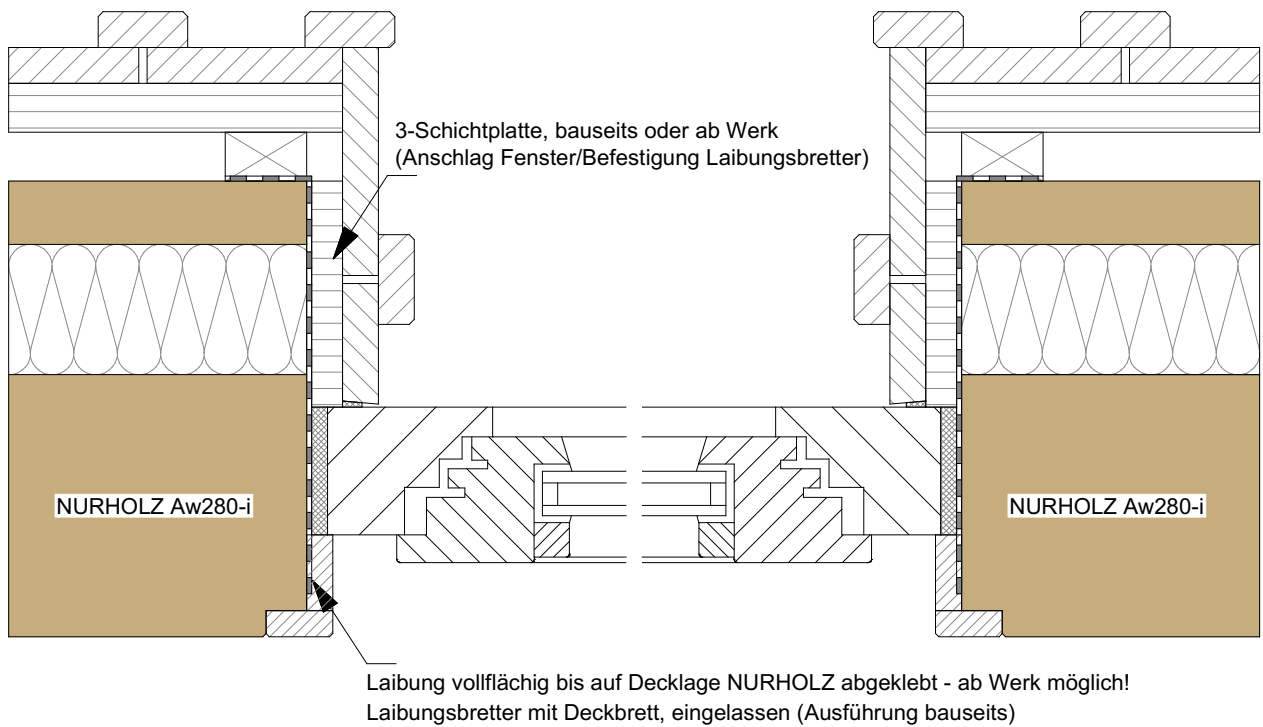 3-Schichtplatte, bauseits oder ab Werk
(Anschlag Fenster/Befestigung Laibungsbretter)
NURHOLZ Aw280-i
NURHOLZ Aw280-i
Laibung vollflächig bis auf Decklage NURHOLZ abgeklebt - ab Werk möglich!
Laibungsbretter mit Deckbrett, eingelassen (Ausführung bauseits)